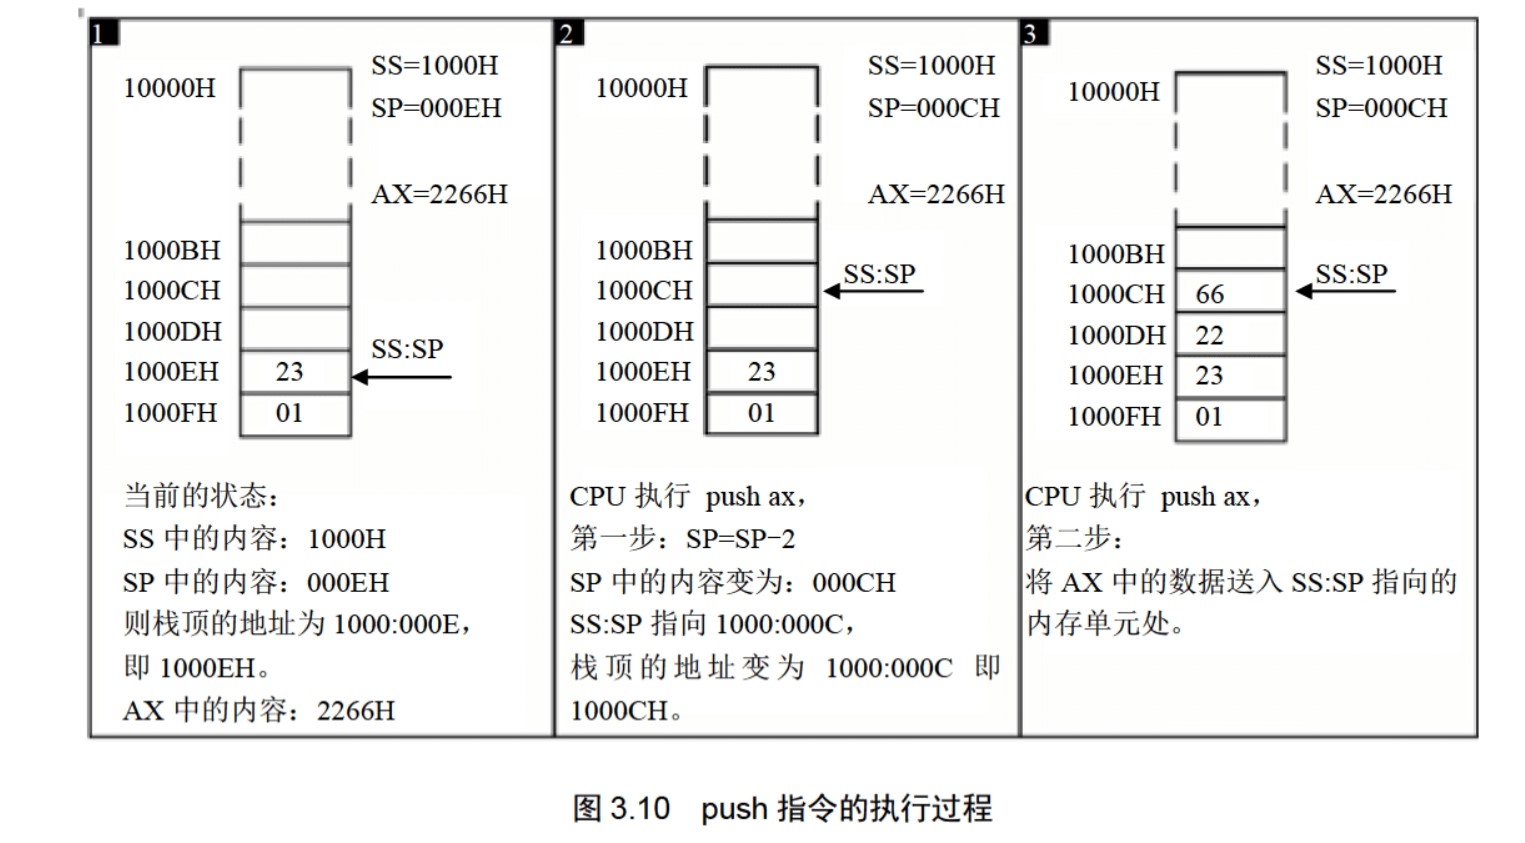 1
SS=1000H
10000H
SP=000EH
AX=2266H
1000BH
1000CH
1000DH
SS:SP
1000EH 23
1000FH 01
当前的状态：
SS 中的内容：1000H
SP 中的内容：000EH
则栈顶的地址为 1000:000E，
即 1000EH。
AX 中的内容：2266H
2
SS=1000H
10000H
SP=000CH
AX=2266H
1000BH
SS:SP
1000CH
1000DH
1000EH 23
1000FH 01
CPU 执行 push ax，
第一步：SP=SP−2
SP 中的内容变为：000CH
SS:SP 指向 1000:000C，
栈顶的地址变为 1000:000C 即
1000CH。
3
SS=1000H
10000H
SP=000CH
AX=2266H
1000BH
SS:SP
1000CH 66
1000DH 22
1000EH 23
1000FH 01
CPU 执行 push ax，
第二步：
将 AX 中的数据送入 SS:SP 指向的
内存单元处。
图 3.10 push 指令的执行过程